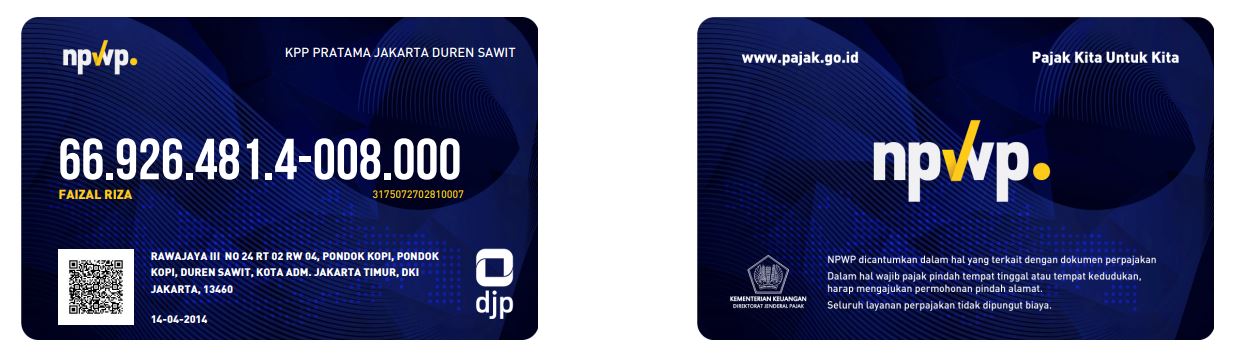 npwp.
KPP PRATAMA JAKARTA DUREN SAWIT
66.926.481.4-008.000
FAIZAL RIZA
3175072702810007
RAWAJAYA III NO 24 RT 02 RW 04, PONDOK KOPI, PONDOK
KOPI, DUREN SAWIT, KOTA ADM. JAKARTA TIMUR, DKI
JAKARTA, 13460
14-04-2014
djp
www.pajak.go.id
Pajak Kita Untuk Kita
npwp.
KEMENTERIAN KEUANGAN
DIREKTORAT JENDERAL PAJAK
NPWP dicantumkan dalam hal yang terkait dengan dokumen perpajakan
Dalam hal wajib pajak pindah tempat tinggal atau tempat kedudukan,
harap mengajukan permohonan pindah alamat.
Seluruh layanan perpajakan tidak dipungut biaya.